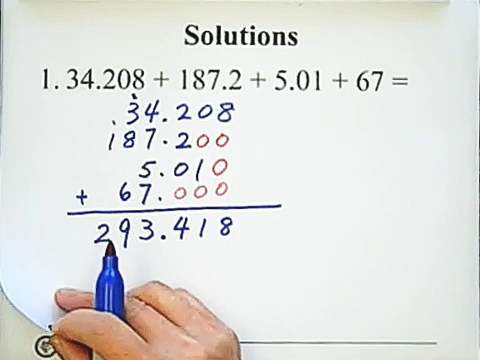 Solutions
1. 34.208 + 187.2 + 5.01 + 67 =
34.208
187.200
5.010
+ 67.000
293.418